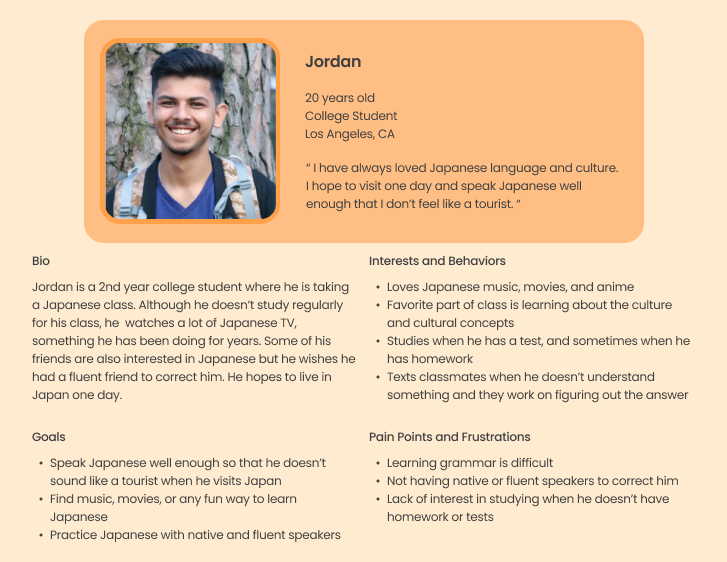 Jordan
20 years old
College Student
Los Angeles, CA
“ I have always loved Japanese language and culture.
I hope to visit one day and speak Japanese well
enough that I don’t feel like a tourist. “
Bio
Jordan is a 2nd year college student where he is taking
a Japanese class. Although he doesn’t study regularly
for his class, he  watches a lot of Japanese TV,
something he has been doing for years. Some of his
friends are also interested in Japanese but he wishes he
had a fluent friend to correct him. He hopes to live in
Japan one day.
Interests and Behaviors
• Loves Japanese music, movies, and anime
• Favorite part of class is learning about the culture
and cultural concepts
• Studies when he has a test, and sometimes when he
has homework
• Texts classmates when he doesn’t understand
something and they work on figuring out the answer
Goals
• Speak Japanese well enough so that he doesn’t
sound like a tourist when he visits Japan
• Find music, movies, or any fun way to learn
Japanese
• Practice Japanese with native and fluent speakers
Pain Points and Frustrations
• Learning grammar is difficult
• Not having native or fluent speakers to correct him
• Lack of interest in studying when he doesn’t have
homework or tests